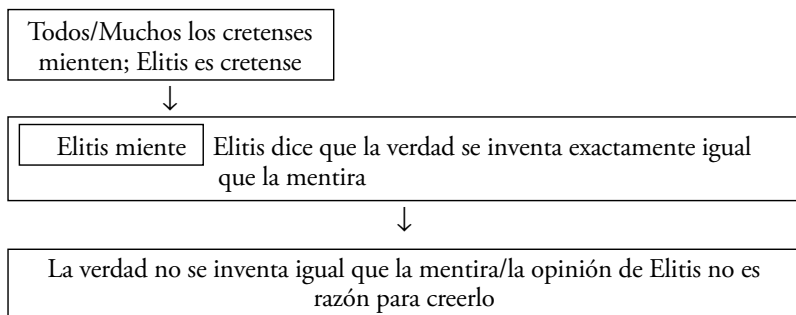 Todos/Muchos los cretenses
mienten; Elitis es cretense
Elitis miente Elitis dice que la verdad se inventa exactamente igual
que la mentira
La verdad no se inventa igual que la mentira/la opinión de Elitis no es
razón para creerlo